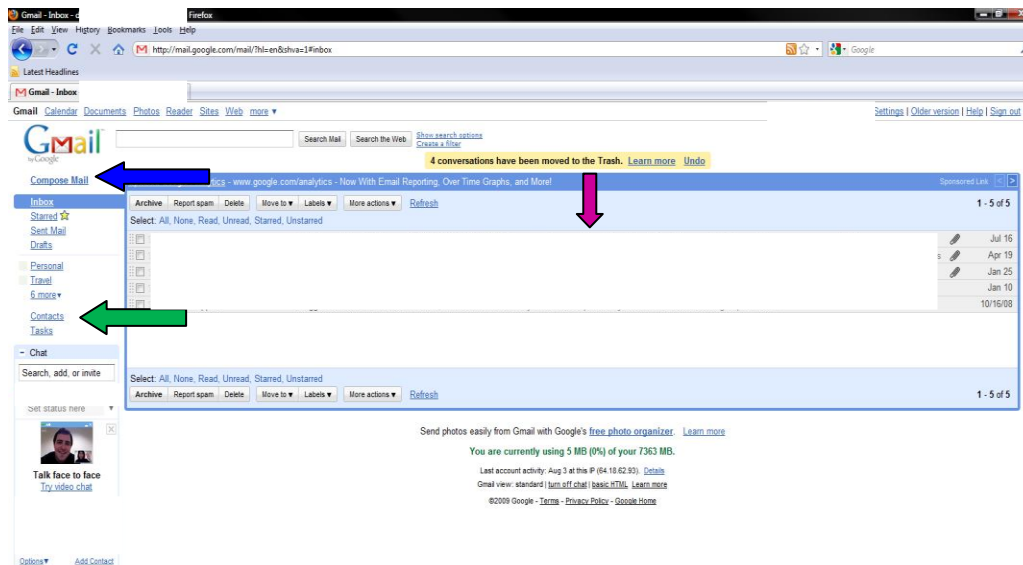 Gmail - Inbox - Firefox
File Edit View History Bookmarks Tools Help
http://mail.google.com/mail/?hl=en&shva=1#inbox
Google
Latest Headlines
Gmail - Inbox
Gmail Calendar Documents Photos Reader Sites Web more ▼
Settings | Older version | Help | Sign out
Gmail
by Google
Search Mail Search the Web
Show search options
Create a filter
4 conversations have been moved to the Trash. Learn more Undo
Compose Mail
- www.google.com/analytics - Now With Email Reporting, Over Time Graphs, and More!
Sponsored Link < >
Inbox
Starred
Sent Mail
Drafts
Personal
Travel
6 more▼
Contacts
Tasks
Archive Report spam Delete Move to ▼ Labels ▼ More actions ▼ Refresh 1 - 5 of 5
Select: All, None, Read, Unread, Starred, Unstarred
Jul 16
s Apr 19
Jan 25
Jan 10
10/16/08
− Chat
Search, add, or invite
Set status here ▼
Talk face to face
Try video chat
Options▼ Add Contact
Select: All, None, Read, Unread, Starred, Unstarred
Archive Report spam Delete Move to ▼ Labels ▼ More actions ▼ Refresh 1 - 5 of 5
Send photos easily from Gmail with Google's free photo organizer. Learn more
You are currently using 5 MB (0%) of your 7363 MB.
Last account activity: Aug 3 at this IP (64.18.62.93). Details
Gmail view: standard | turn off chat | basic HTML Learn more
©2009 Google - Terms - Privacy Policy - Google Home